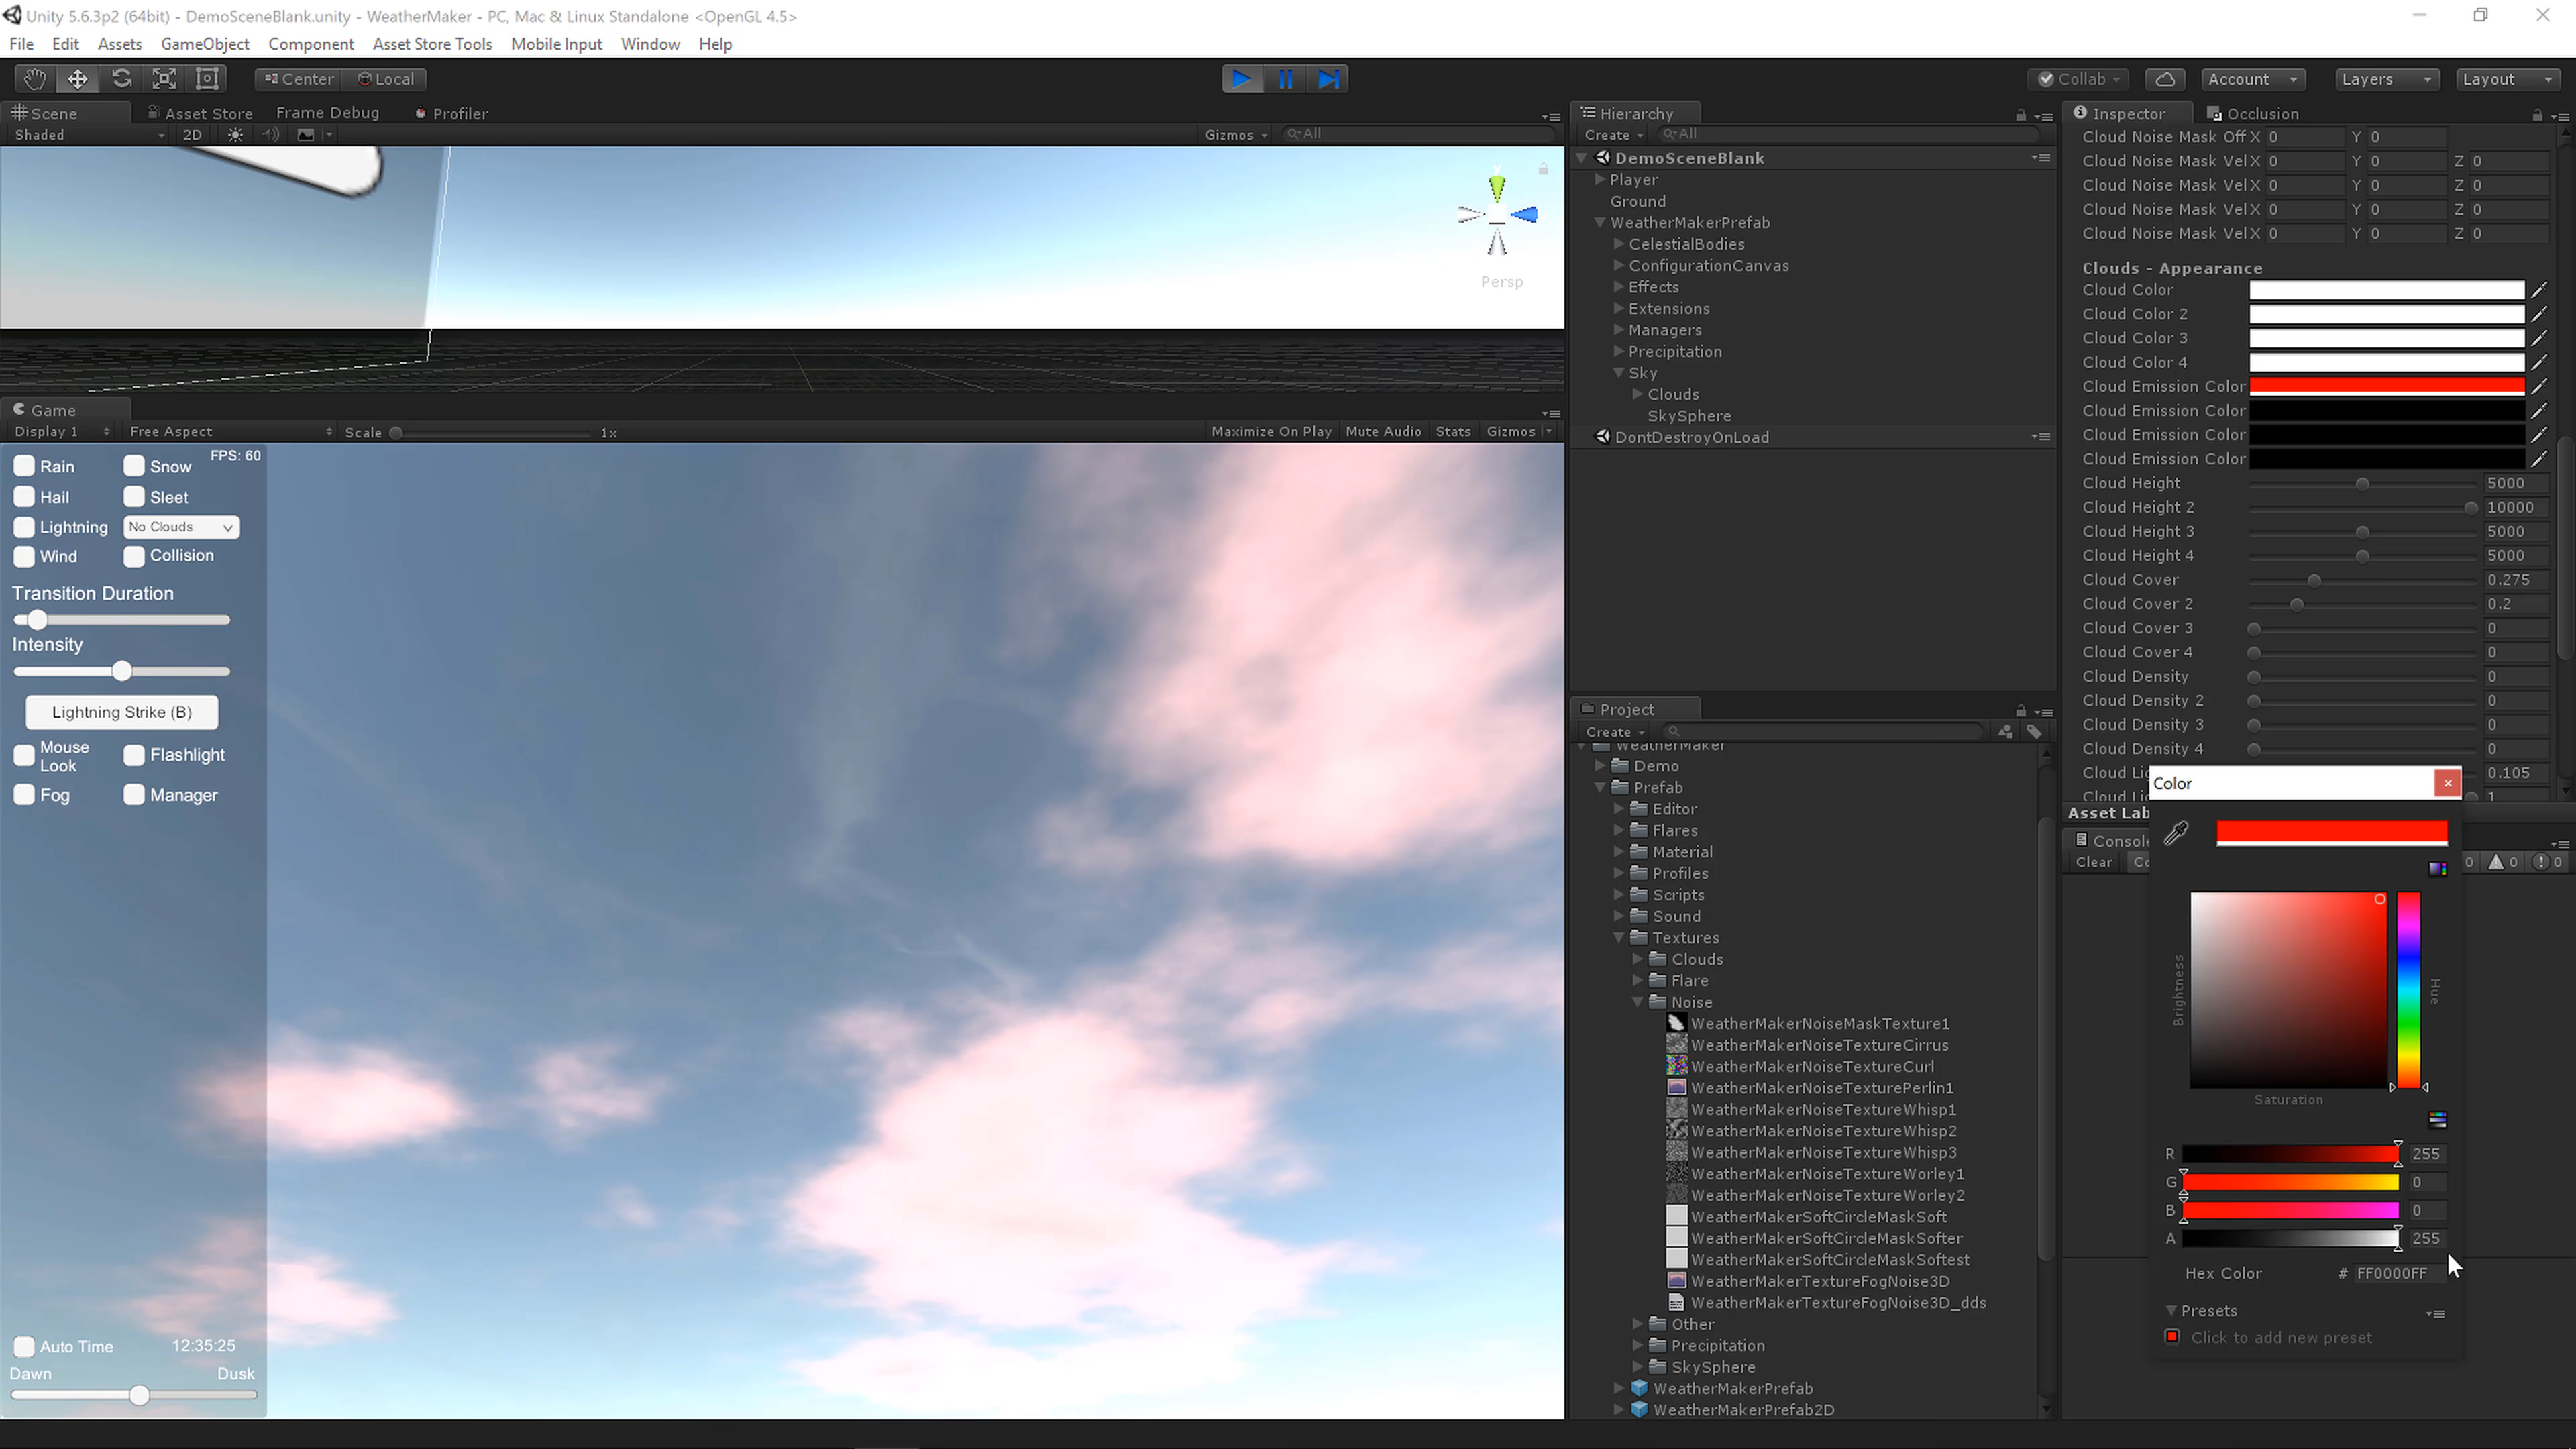 Unity 5.6.3p2 (64bit) - DemoSceneBlank.unity - WeatherMaker - PC, Mac & Linux Standalone <OpenGL 4.5>
File Edit Assets GameObject Component Asset Store Tools Mobile Input Window Help
Center Local
Collab Account Layers Layout
Scene Asset Store Frame Debug Profiler
Shaded 2D Gizmos All
Persp
Game
Display 1 Free Aspect Scale 1x Maximize On Play Mute Audio Stats Gizmos
FPS: 60
Rain Snow
Hail Sleet
Lightning No Clouds
Wind Collision
Transition Duration
Intensity
Lightning Strike (B)
Mouse Look Flashlight
Fog Manager
Auto Time 12:35:25
Dawn Dusk
Hierarchy
Create All
DemoSceneBlank
Player
Ground
WeatherMakerPrefab
CelestialBodies
ConfigurationCanvas
Effects
Extensions
Managers
Precipitation
Sky
Clouds
SkySphere
DontDestroyOnLoad
Project
Create
WeatherMaker
Demo
Prefab
Editor
Flares
Material
Profiles
Scripts
Sound
Textures
Clouds
Flare
Noise
WeatherMakerNoiseMaskTexture1
WeatherMakerNoiseTextureCirrus
WeatherMakerNoiseTextureCurl
WeatherMakerNoiseTexturePerlin1
WeatherMakerNoiseTextureWhisp1
WeatherMakerNoiseTextureWhisp2
WeatherMakerNoiseTextureWhisp3
WeatherMakerNoiseTextureWorley1
WeatherMakerNoiseTextureWorley2
WeatherMakerSoftCircleMaskSoft
WeatherMakerSoftCircleMaskSofter
WeatherMakerSoftCircleMaskSoftest
WeatherMakerTextureFogNoise3D
WeatherMakerTextureFogNoise3D_dds
Other
Precipitation
SkySphere
WeatherMakerPrefab
WeatherMakerPrefab2D
Inspector Occlusion
Cloud Noise Mask Off X 0 Y 0
Cloud Noise Mask Vel X 0 Y 0 Z 0
Cloud Noise Mask Vel X 0 Y 0 Z 0
Cloud Noise Mask Vel X 0 Y 0 Z 0
Cloud Noise Mask Vel X 0 Y 0 Z 0
Clouds - Appearance
Cloud Color
Cloud Color 2
Cloud Color 3
Cloud Color 4
Cloud Emission Color
Cloud Emission Color
Cloud Emission Color
Cloud Emission Color
Cloud Height 5000
Cloud Height 2 10000
Cloud Height 3 5000
Cloud Height 4 5000
Cloud Cover 0.275
Cloud Cover 2 0.2
Cloud Cover 3 0
Cloud Cover 4 0
Cloud Density 0
Cloud Density 2 0
Cloud Density 3 0
Cloud Density 4 0
Cloud Lig 0.105
Cloud Lig 1
Asset Lab
Console
Clear Co 0 0 0
Color
Brightness
Hue
Saturation
R 255
G 0
B 0
A 255
Hex Color # FF0000FF
Presets
Click to add new preset